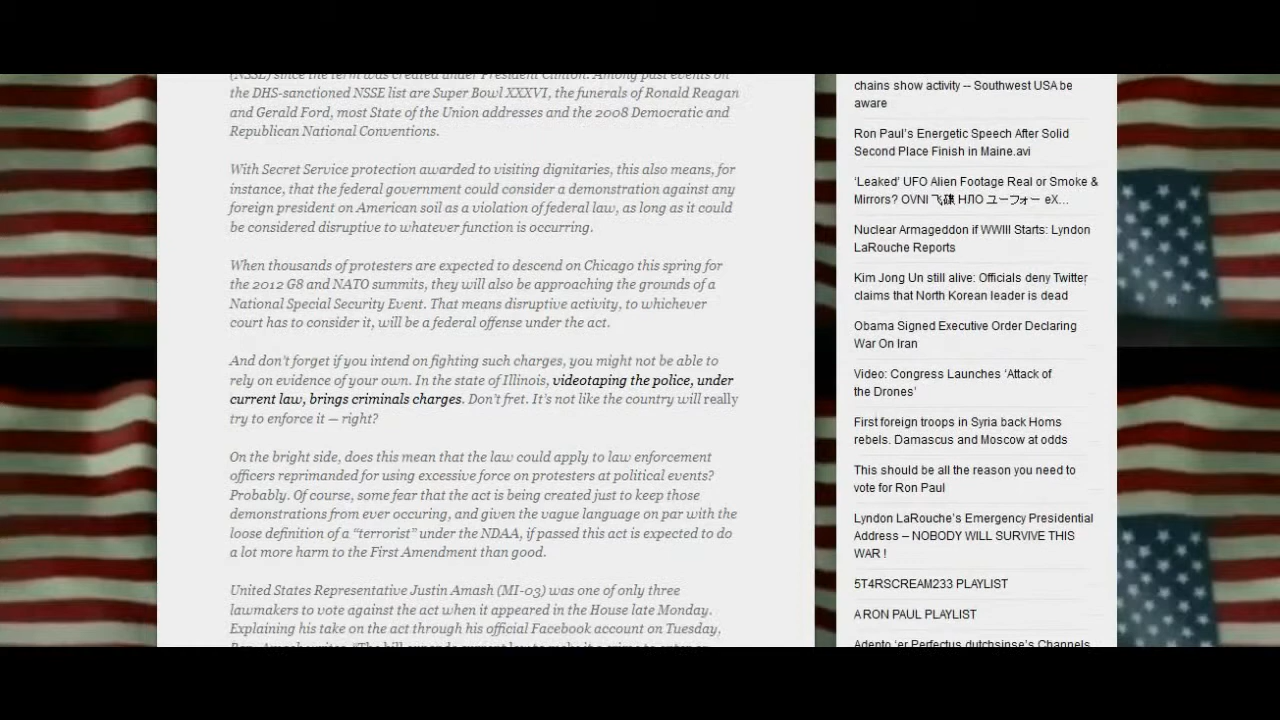 (NSSE) since the term was created under President Clinton. Among past events on
the DHS-sanctioned NSSE list are Super Bowl XXXVI, the funerals of Ronald Reagan
and Gerald Ford, most State of the Union addresses and the 2008 Democratic and
Republican National Conventions.
With Secret Service protection awarded to visiting dignitaries, this also means, for
instance, that the federal government could consider a demonstration against any
foreign president on American soil as a violation of federal law, as long as it could
be considered disruptive to whatever function is occurring.
When thousands of protesters are expected to descend on Chicago this spring for
the 2012 G8 and NATO summits, they will also be approaching the grounds of a
National Special Security Event. That means disruptive activity, to whichever
court has to consider it, will be a federal offense under the act.
And don't forget if you intend on fighting such charges, you might not be able to
rely on evidence of your own. In the state of Illinois, videotaping the police, under
current law, brings criminals charges. Don't fret. It's not like the country will really
try to enforce it — right?
On the bright side, does this mean that the law could apply to law enforcement
officers reprimanded for using excessive force on protesters at political events?
Probably. Of course, some fear that the act is being created just to keep those
demonstrations from ever occuring, and given the vague language on par with the
loose definition of a “terrorist” under the NDAA, if passed this act is expected to do
a lot more harm to the First Amendment than good.
United States Representative Justin Amash (MI-03) was one of only three
lawmakers to vote against the act when it appeared in the House late Monday.
Explaining his take on the act through his official Facebook account on Tuesday,
chains show activity -- Southwest USA be
aware
Ron Paul's Energetic Speech After Solid
Second Place Finish in Maine.avi
‘Leaked’ UFO Alien Footage Real or Smoke &
Mirrors? OVNI 飞碟 НЛО ユーフォー eX...
Nuclear Armageddon if WWIII Starts: Lyndon
LaRouche Reports
Kim Jong Un still alive: Officials deny Twitter
claims that North Korean leader is dead
Obama Signed Executive Order Declaring
War On Iran
Video: Congress Launches ‘Attack of
the Drones’
First foreign troops in Syria back Homs
rebels. Damascus and Moscow at odds
This should be all the reason you need to
vote for Ron Paul
Lyndon LaRouche's Emergency Presidential
Address – NOBODY WILL SURVIVE THIS
WAR !
5T4RSCREAM233 PLAYLIST
A RON PAUL PLAYLIST
Adepto 'er Perfectus dutchsinse's Channels